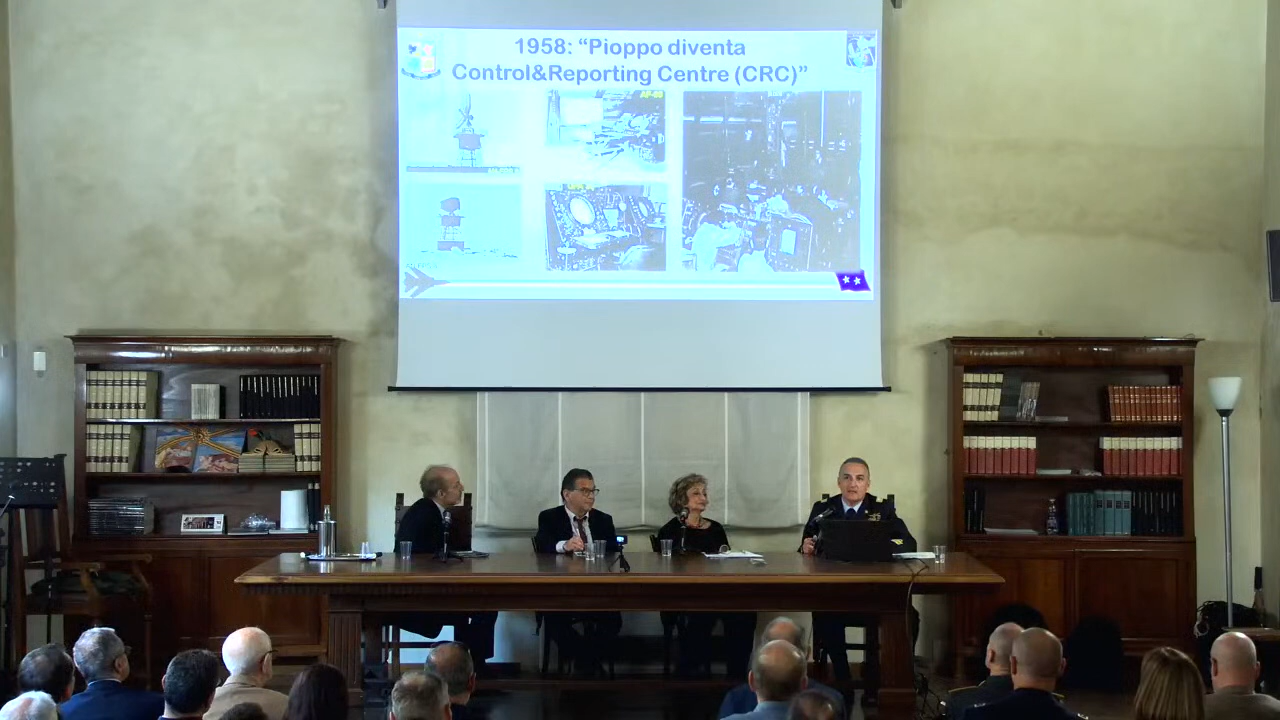 1958: “Pioppo diventa
Control&Reporting Centre (CRC)”